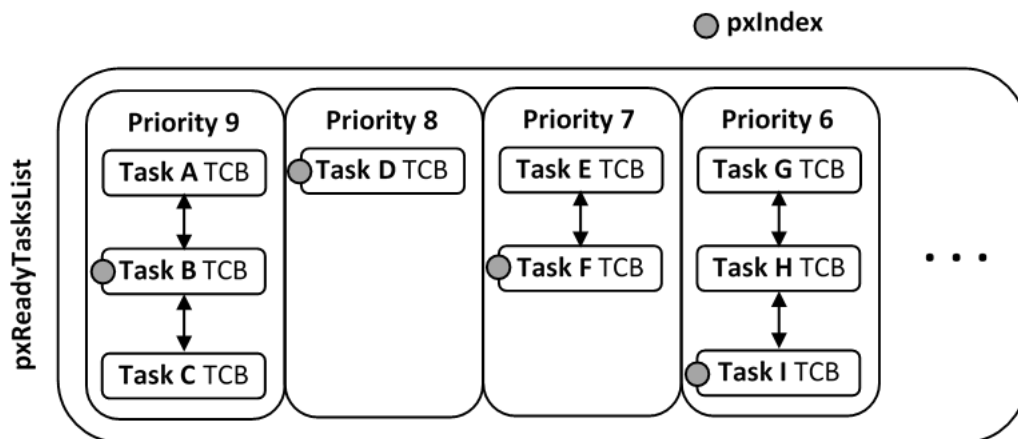 pxIndex
pxReadyTasksList
Priority 9
Task A TCB
Task B TCB
Task C TCB
Priority 8
Task D TCB
Priority 7
Task E TCB
Task F TCB
Priority 6
Task G TCB
Task H TCB
Task I TCB
. . .